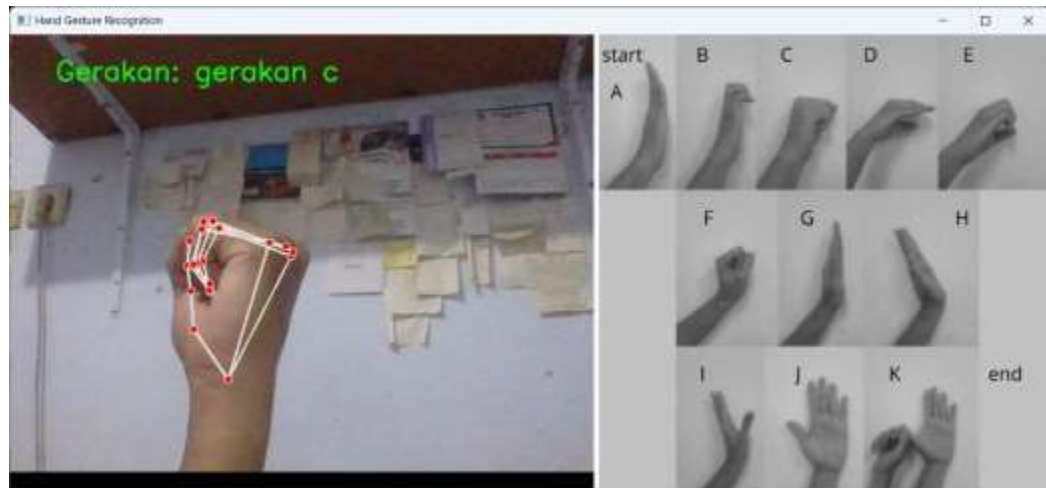 Hand Gesture Recognition
Gerakan: gerakan c
start
A
B
C
D
E
F
G
H
I
J
K
end